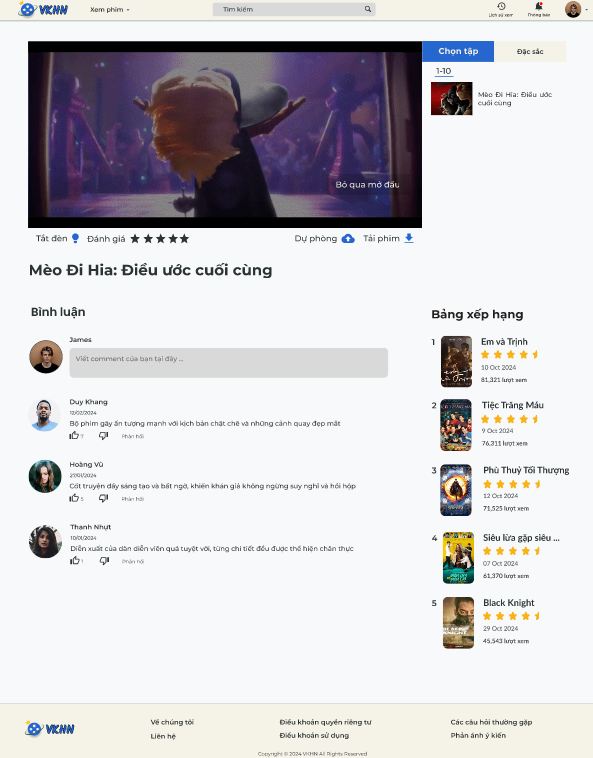 VKHN
Xem phim
Tìm kiếm
Lịch sử xem
Thông báo
Bỏ qua mở đầu
Chọn tập
Đặc sắc
1-10
Mèo Đi Hia: Điều ước
cuối cùng
Tắt đèn
Đánh giá
Dự phòng
Tải phim
Mèo Đi Hia: Điều ước cuối cùng
Bình luận
James
Viết comment của bạn tại đây ...
Duy Khang
12/02/2024
Bộ phim gây ấn tượng mạnh với kịch bản chặt chẽ và những cảnh quay đẹp mắt
7
Phản hồi
Hoàng Vũ
27/01/2024
Cốt truyện đầy sáng tạo và bất ngờ, khiến khán giả không ngừng suy nghĩ và hồi hộp
5
Phản hồi
Thanh Nhựt
10/01/2024
Diễn xuất của dàn diễn viên quá tuyệt vời, từng chi tiết đều được thể hiện chân thực
1
Phản hồi
Bảng xếp hạng
1
Em và Trịnh
10 Oct 2024
81,321 lượt xem
2
Tiệc Trăng Máu
9 Oct 2024
76,311 lượt xem
3
Phù Thuỷ Tối Thượng
12 Oct 2024
71,525 lượt xem
4
Siêu lừa gặp siêu ...
07 Oct 2024
61,370 lượt xem
5
Black Knight
29 Oct 2024
45,543 lượt xem
VKHN
Về chúng tôi
Liên hệ
Điều khoản quyền riêng tư
Điều khoản sử dụng
Các câu hỏi thường gặp
Phản ánh ý kiến
Copyright © 2024 VKHN All Rights Reserved